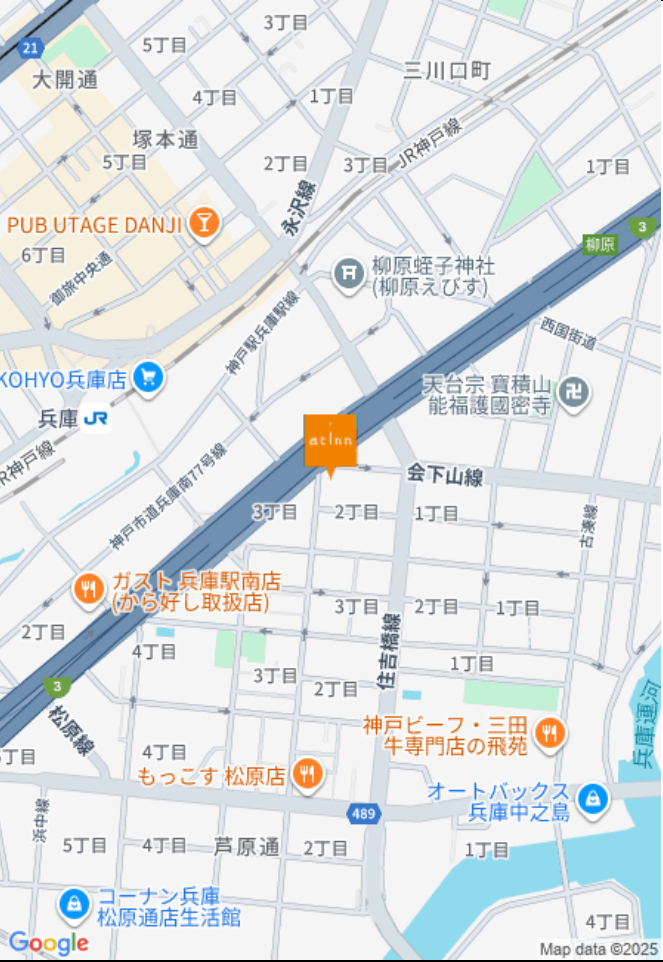 3丁目
21
5丁目
大開通
三川口町
4丁目
1丁目
塚本通
JR神戸線
5丁目
2丁目
3丁目
1丁目
永沢線
PUB UTAGE DANJI
3
柳原
6丁目
御旅中央通
柳原蛭子神社
(柳原えびす)
神戸駅兵庫駅線
西国街道
KOHYO兵庫店
天台宗 寶積山
能福護國密寺
兵庫 JR
atinn
R神戸線
会下山線
神戸市道兵庫南77号線
3丁目
2丁目
1丁目
古湊線
ガスト 兵庫駅南店
(から好し取扱店)
3丁目
2丁目
1丁目
2丁目
4丁目
住吉橋線
1丁目
3丁目
2丁目
3
松原線
兵庫運河
神戸ビーフ・三田
牛専門店の飛苑
5丁目
4丁目
もっこす 松原店
オートバックス
兵庫中之島
浜中線
489
5丁目
4丁目
芦原通
2丁目
1丁目
コーナン兵庫
松原通店生活館
4丁目
Google
Map data ©2025